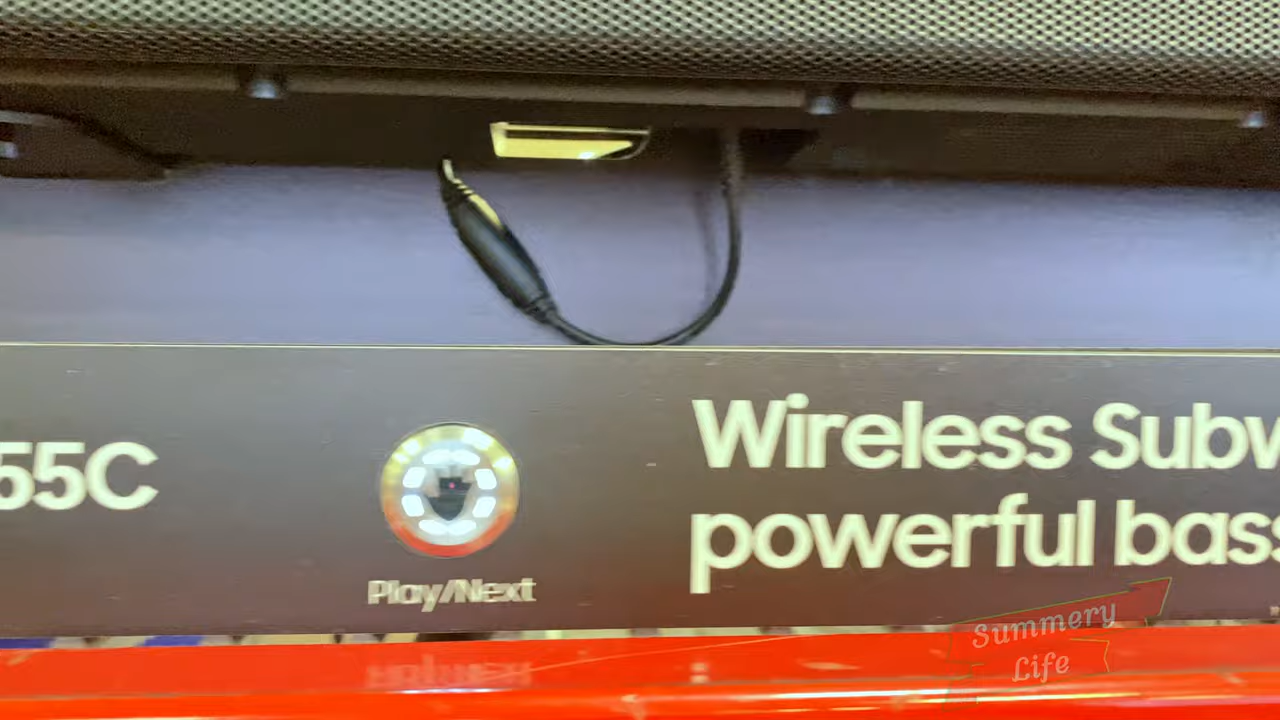 55C
Play/Next
Wireless Subw
powerful bass
Summery
Life